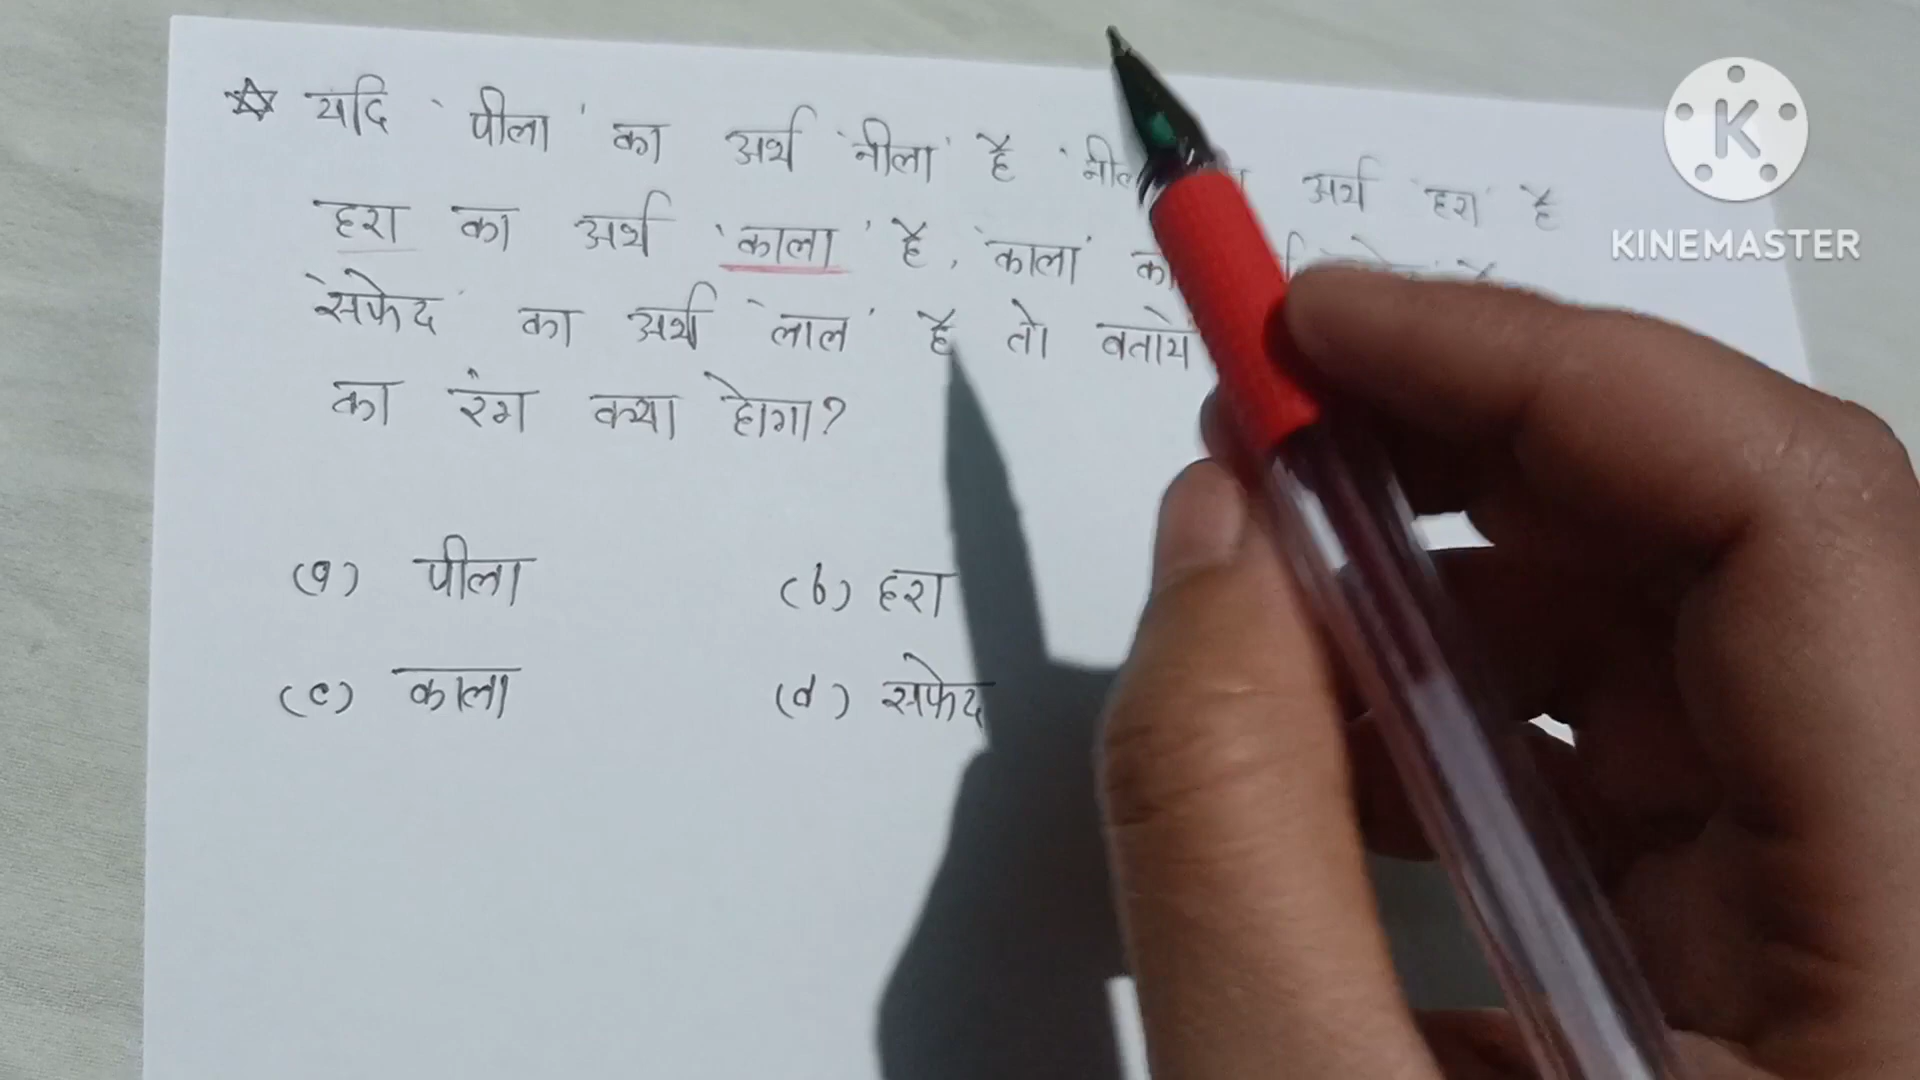 यदि 'पीला' का अर्थ 'नीला' है 'नील अर्थ 'हरा' है
हरा का अर्थ 'काला' है, 'काला' का
'सफेद' का अर्थ 'लाल' है तो बताये
का रंग क्या होगा?
(a) पीला (b) हरा
(c) काला (d) सफेद
K
KINEMASTER